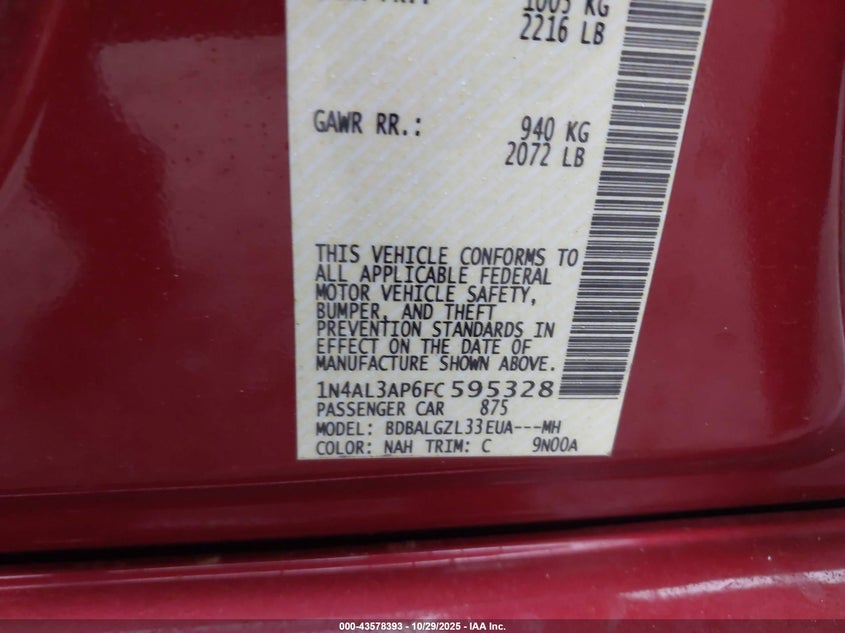 1005 KG
2216 LB
GAWR RR.: 940 KG
2072 LB
THIS VEHICLE CONFORMS TO
ALL APPLICABLE FEDERAL
MOTOR VEHICLE SAFETY,
BUMPER, AND THEFT
PREVENTION STANDARDS IN
EFFECT ON THE DATE OF
MANUFACTURE SHOWN ABOVE.
1N4AL3AP6FC595328
PASSENGER CAR 875
MODEL: BDBALGZL33EUA---MH
COLOR: NAH TRIM: C 9N00A
000-43578393 - 10/29/2025 - IAA Inc.